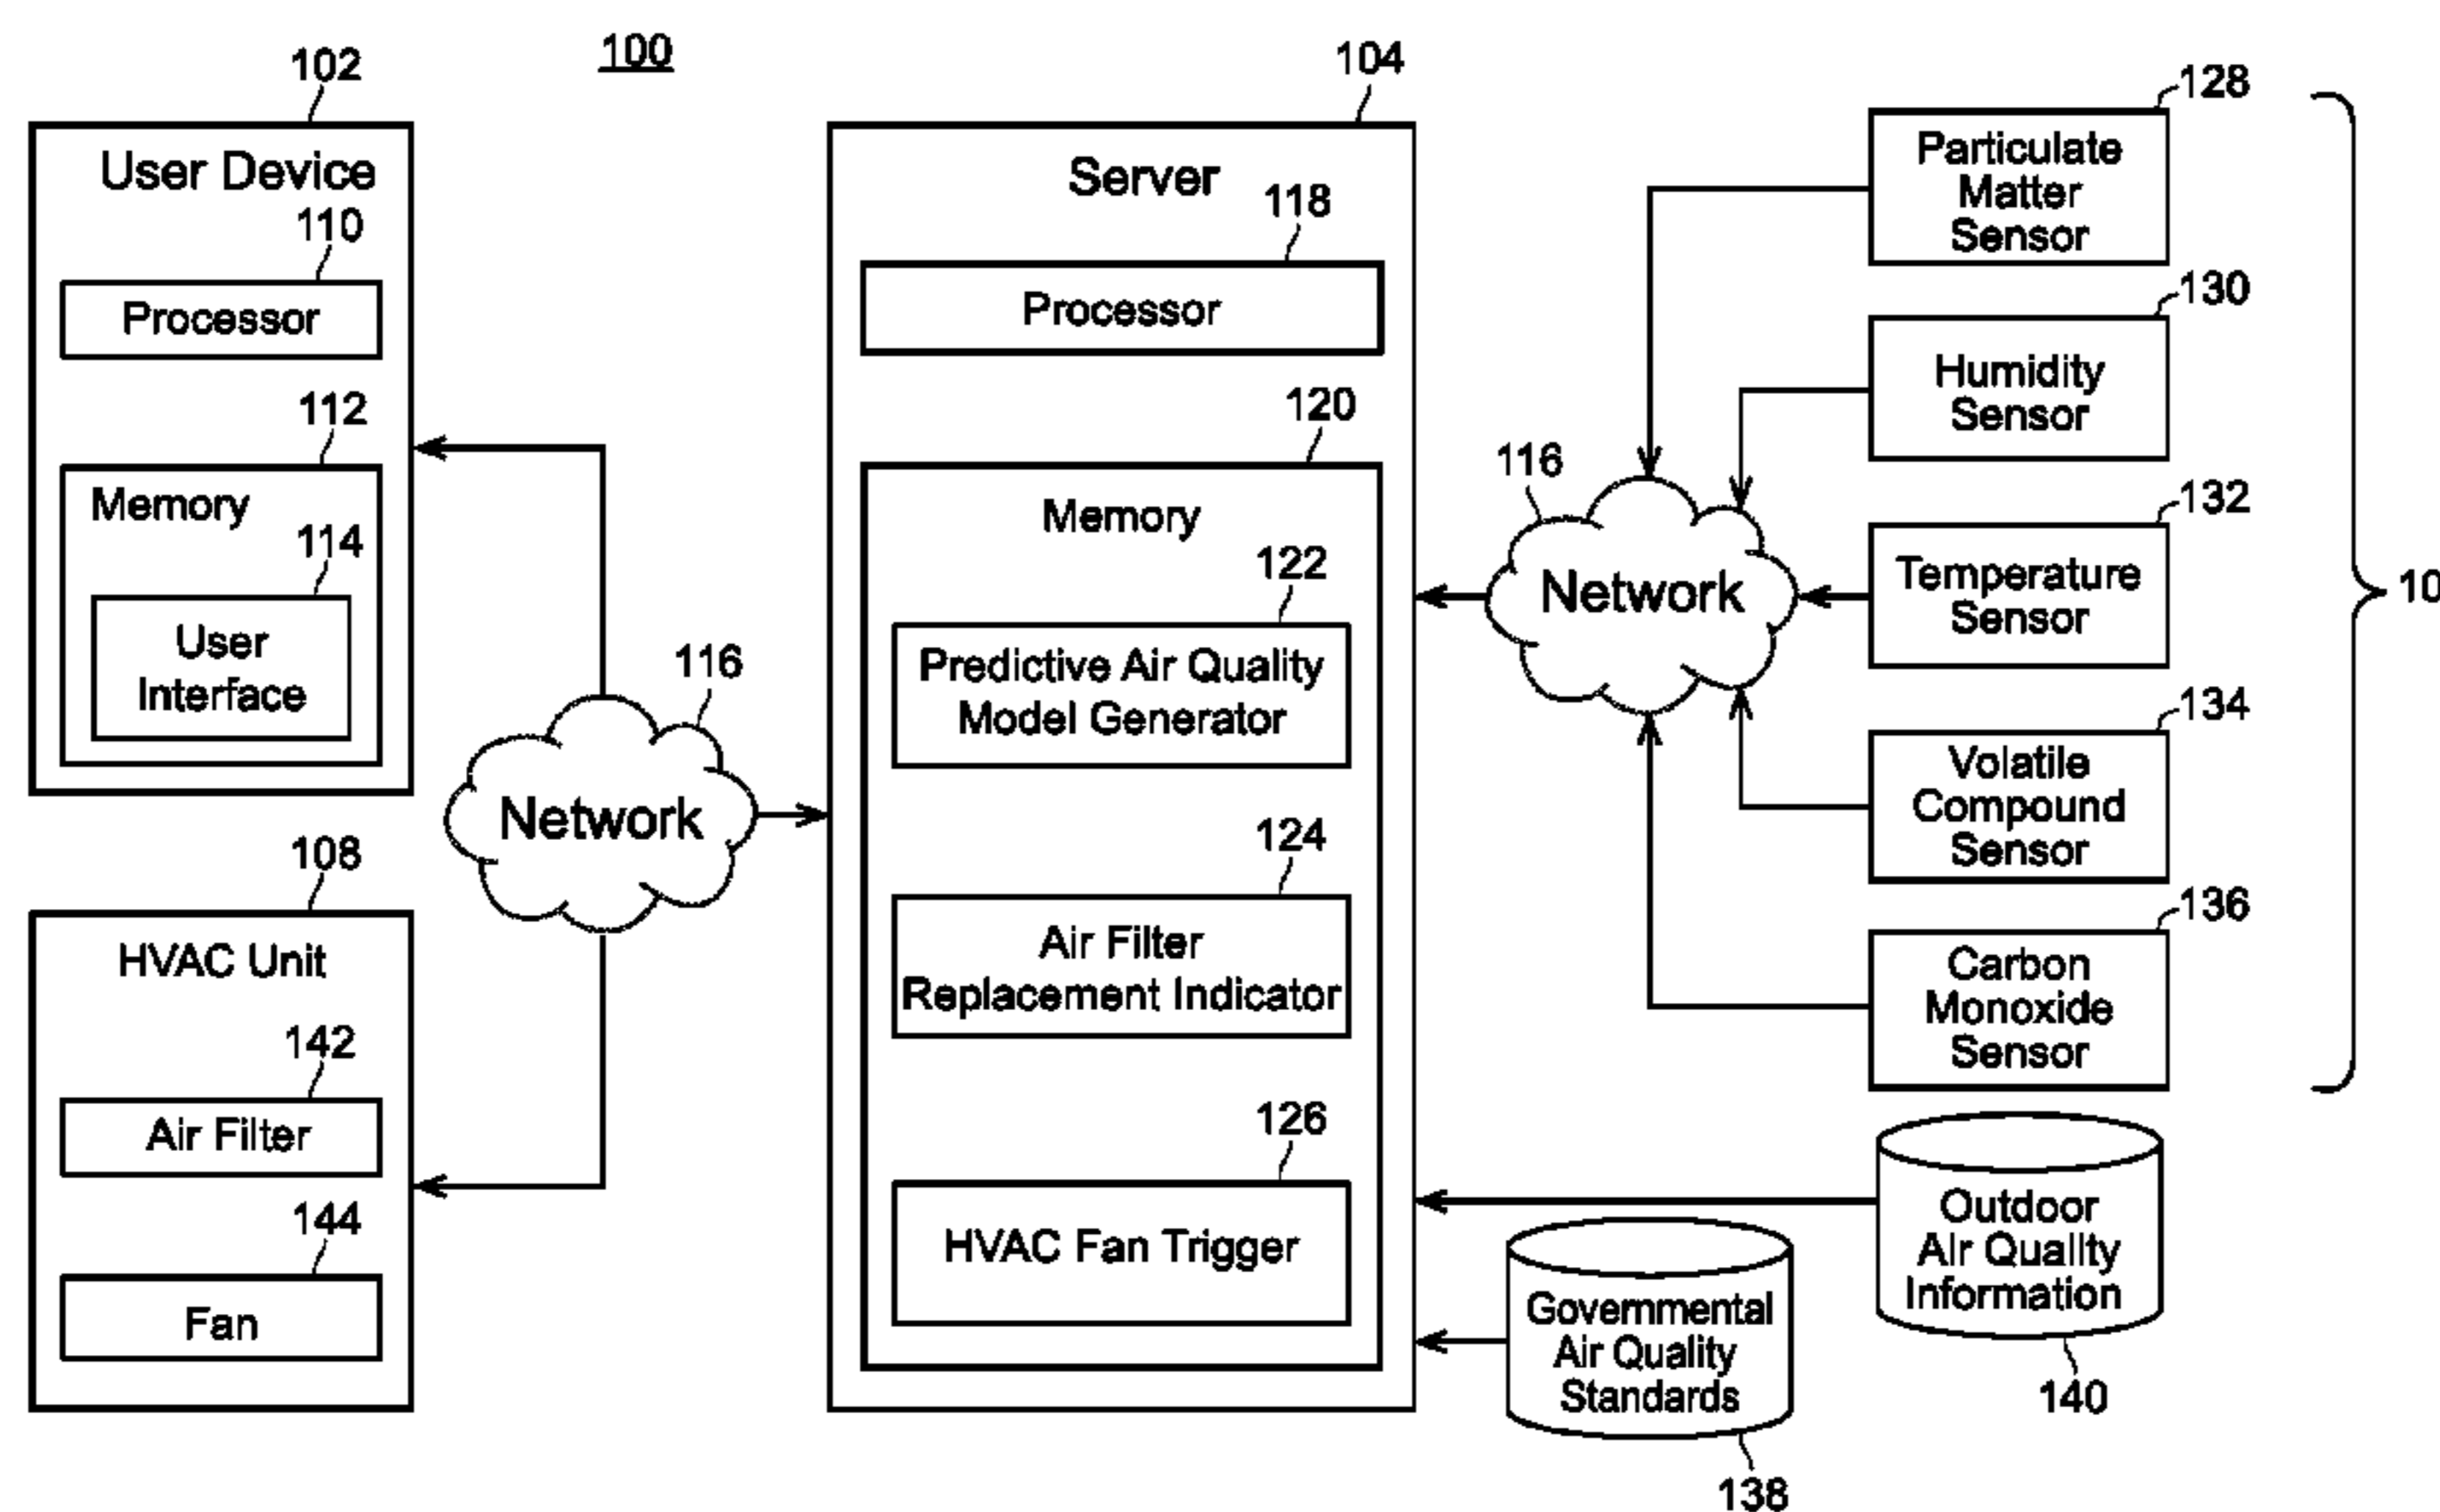 100
102
User Device
110
Processor
112
Memory
114
User
Interface
108
HVAC Unit
142
Air Filter
144
Fan
116
Network
104
Server
118
Processor
120
Memory
122
Predictive Air Quality
Model Generator
124
Air Filter
Replacement Indicator
126
HVAC Fan Trigger
116
Network
128
Particulate
Matter
Sensor
130
Humidity
Sensor
132
Temperature
Sensor
134
Volatile
Compound
Sensor
136
Carbon
Monoxide
Sensor
10
Outdoor
Air Quality
Information
140
Governmental
Air Quality
Standards
138